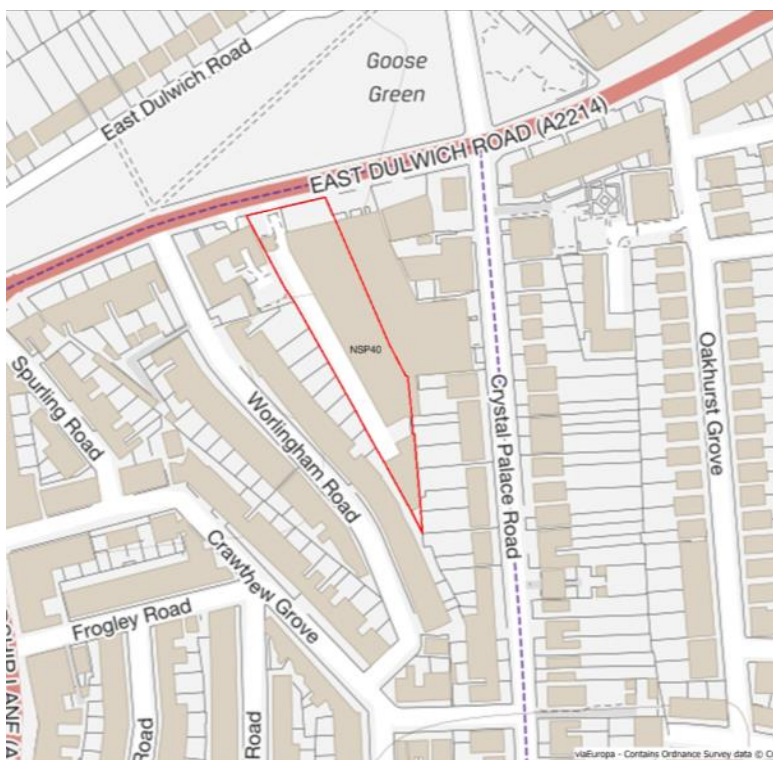 Goose
Green
East Dulwich Road
EAST DULWICH ROAD (A2214)
NSP40
Spurling Road
Worlingham Road
Crystal Palace Road
Oakhurst Grove
Crawthew Grove
Frogley Road
Road
Road
viaEuropa - Contains Ordnance Survey data © C